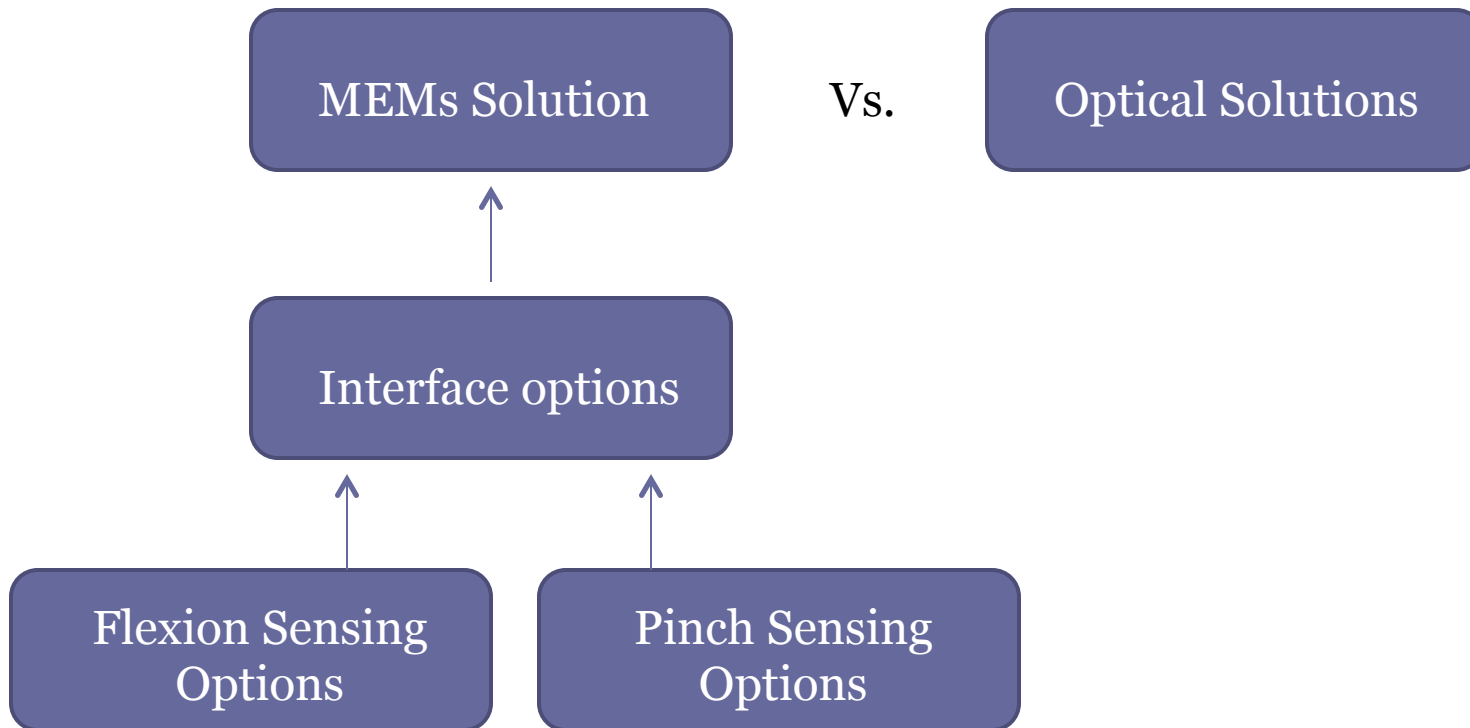 MEMs Solution
Vs.
Optical Solutions
Interface options
Flexion Sensing
Options
Pinch Sensing
Options